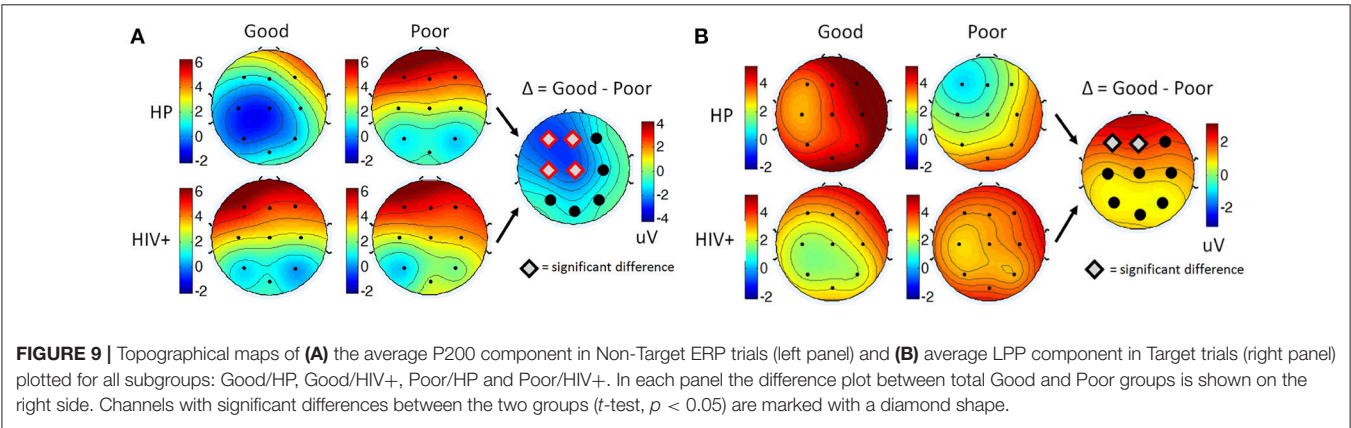 A
Good
Poor
HP
HIV+
6
4
2
0
-2
6
4
2
0
-2
6
4
2
0
-2
6
4
2
0
-2
Δ = Good - Poor
4
2
0
-2
-4
uV
= significant difference
B
Good
Poor
HP
HIV+
4
2
0
-2
4
2
0
-2
4
2
0
-2
4
2
0
-2
Δ = Good - Poor
2
0
-2
uV
= significant difference
FIGURE 9 | Topographical maps of (A) the average P200 component in Non-Target ERP trials (left panel) and (B) average LPP component in Target trials (right panel)
plotted for all subgroups: Good/HP, Good/HIV+, Poor/HP and Poor/HIV+. In each panel the difference plot between total Good and Poor groups is shown on the
right side. Channels with significant differences between the two groups (t-test, p < 0.05) are marked with a diamond shape.